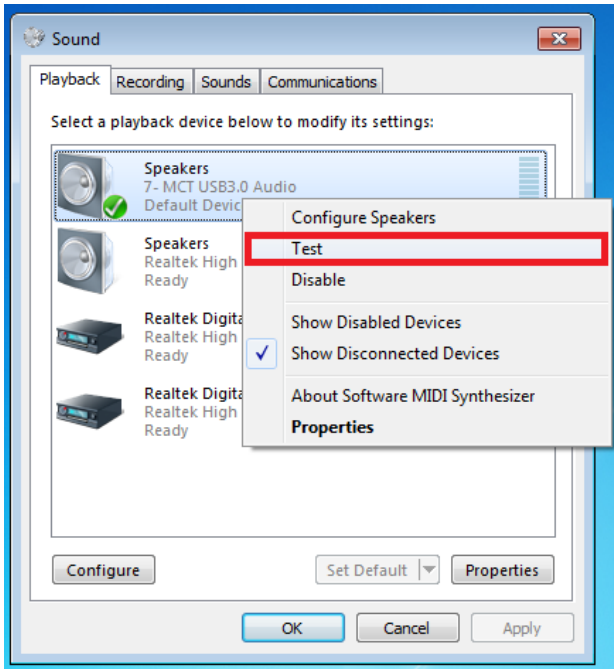 Sound
Playback Recording Sounds Communications
Select a playback device below to modify its settings:
Speakers
7- MCT USB3.0 Audio
Default Devic
Speakers
Realtek High
Ready
Realtek Digita
Realtek High
Ready
Realtek Digita
Realtek High
Ready
Configure Speakers
Test
Disable
Show Disabled Devices
Show Disconnected Devices
About Software MIDI Synthesizer
Properties
Configure Set Default Properties
OK Cancel Apply